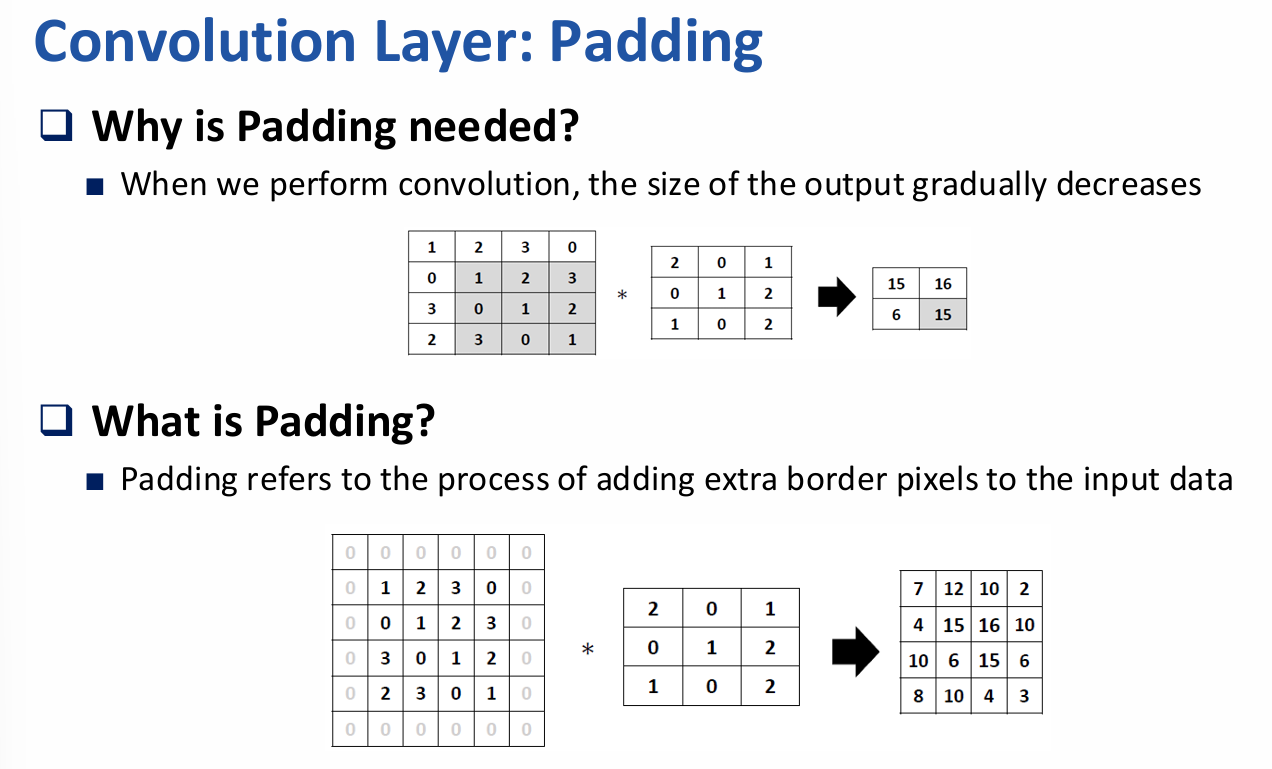 Convolution Layer: Padding
Why is Padding needed?
When we perform convolution, the size of the output gradually decreases
1 2 3 0
0 1 2 3
3 0 1 2
2 3 0 1
*
2 0 1
0 1 2
1 0 2
15 16
6 15
What is Padding?
Padding refers to the process of adding extra border pixels to the input data
0 0 0 0 0 0
0 1 2 3 0 0
0 0 1 2 3 0
0 3 0 1 2 0
0 2 3 0 1 0
0 0 0 0 0 0
*
2 0 1
0 1 2
1 0 2
7 12 10 2
4 15 16 10
10 6 15 6
8 10 4 3